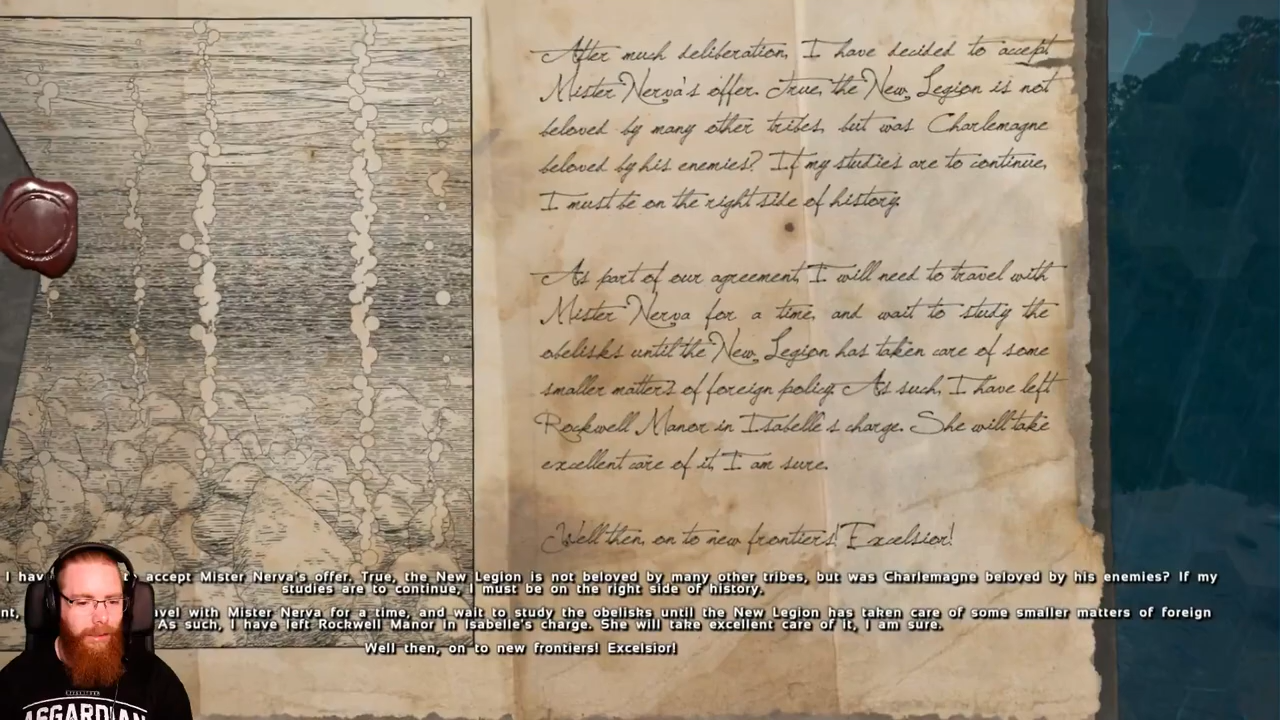 After much deliberation, I have decided to accept
Mister Nerva's offer. True, the New Legion is not
beloved by many other tribes, but was Charlemagne
beloved by his enemies? If my studies are to continue,
I must be on the right side of history.
As part of our agreement, I will need to travel with
Mister Nerva for a time, and wait to study the
obelisks until the New Legion has taken care of some
smaller matters of foreign policy. As such, I have left
Rockwell Manor in Isabelle's charge. She will take
excellent care of it, I am sure.
Well then, on to new frontiers! Excelsior!
I accept Mister Nerva's offer. True, the New Legion is not beloved by many other tribes, but was Charlemagne beloved by his enemies? If my
studies are to continue, I must be on the right side of history.
with Mister Nerva for a time, and wait to study the obelisks until the New Legion has taken care of some smaller matters of foreign
As such, I have left Rockwell Manor in Isabelle's charge. She will take excellent care of it, I am sure.
Well then, on to new frontiers! Excelsior!
ASGARDIAN